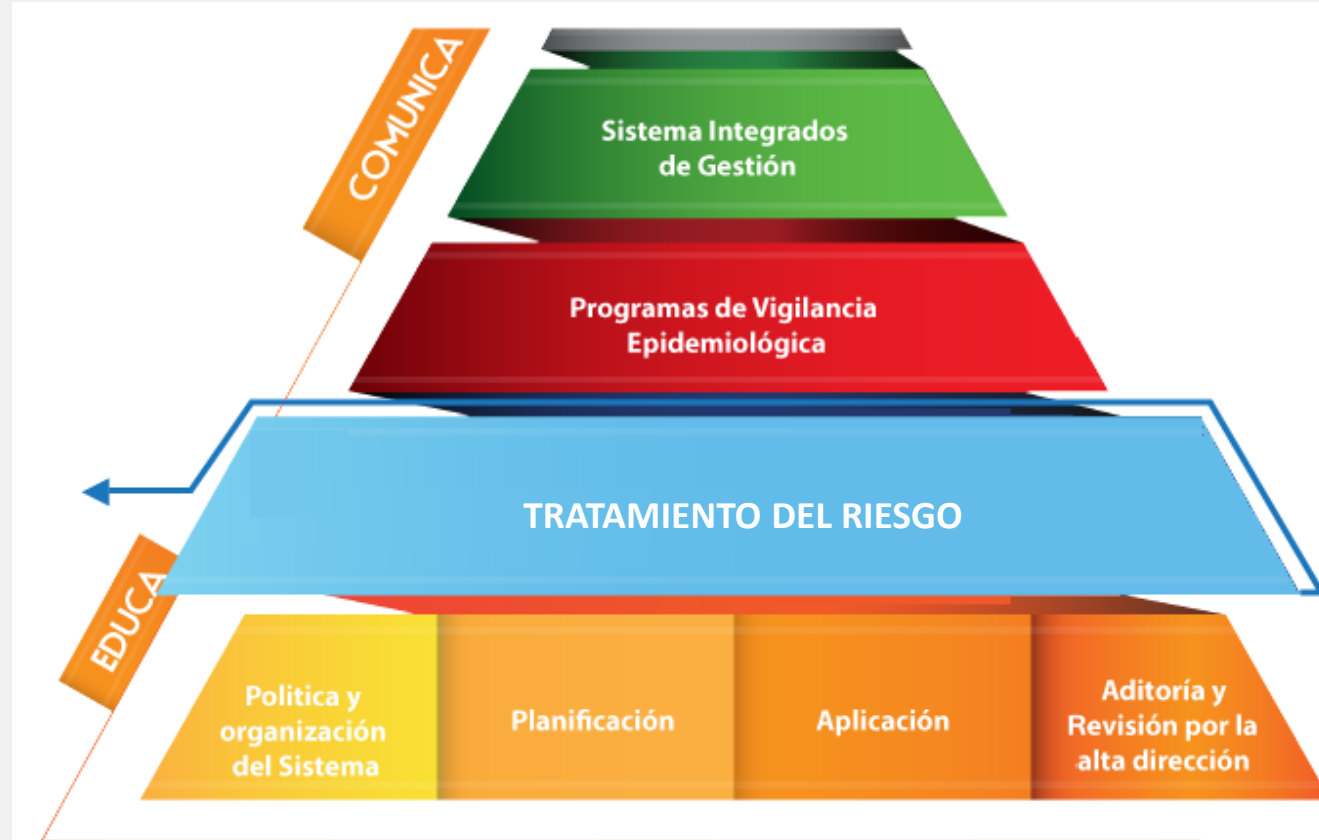 COMUNICA
Sistema Integrados
de Gestión
Programas de Vigilancia
Epidemiológica
TRATAMIENTO DEL RIESGO
EDUCA
Politica y
organización
del Sistema
Planificación
Aplicación
Aditoría y
Revisión por la
alta dirección